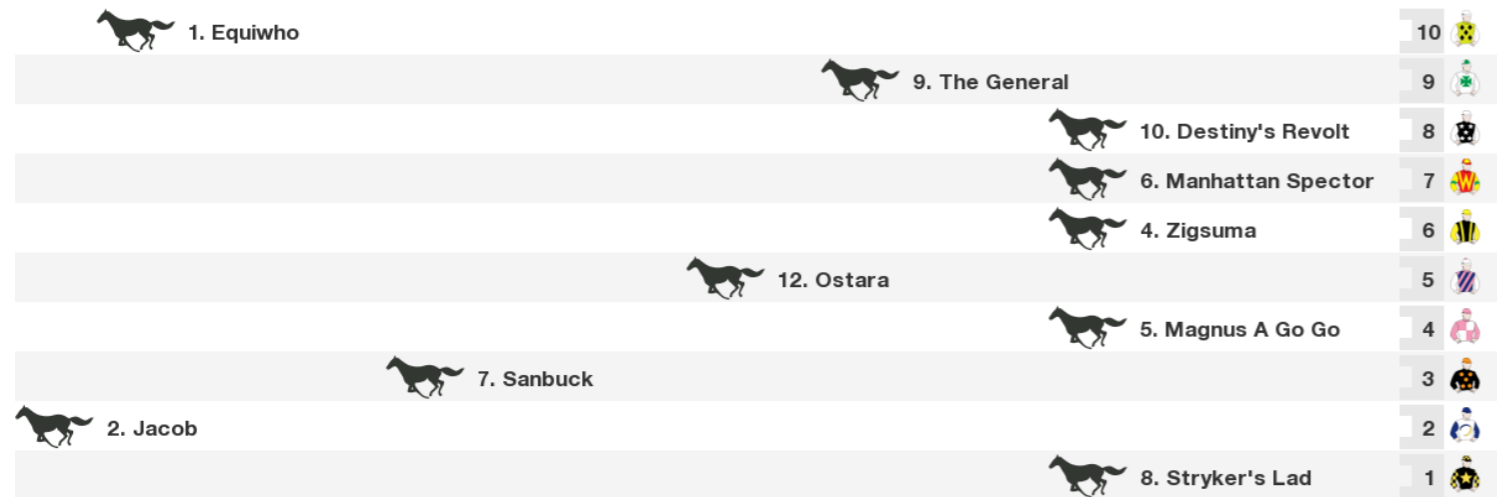 1. Equiwho 10
9. The General 9
10. Destiny's Revolt 8
6. Manhattan Spector 7
4. Zigsuma 6
12. Ostara 5
5. Magnus A Go Go 4
7. Sanbuck 3
2. Jacob 2
8. Stryker's Lad 1